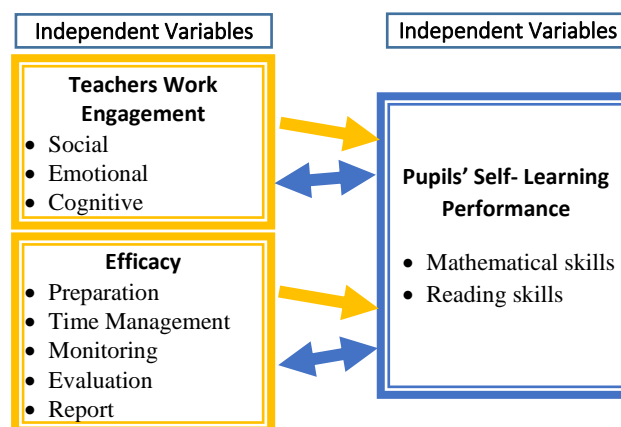 Independent Variables
Teachers Work
Engagement
• Social
• Emotional
• Cognitive
Efficacy
• Preparation
• Time Management
• Monitoring
• Evaluation
• Report
Independent Variables
Pupils’ Self- Learning
Performance
• Mathematical skills
• Reading skills